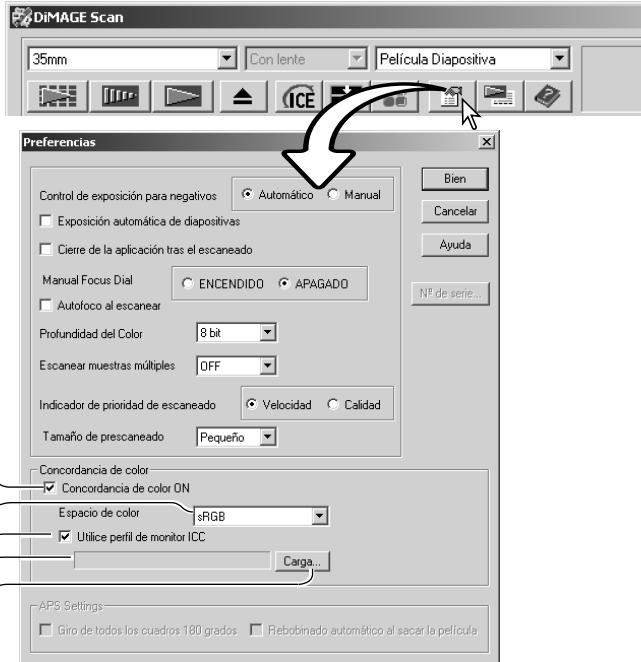 DiMAGE Scan
35mm Con lente Película Diapositiva
ICE
Preferencias
Control de exposición para negativos Automático Manual
Bien
Exposición automática de diapositivas
Cancelar
Cierre de la aplicación tras el escaneado
Ayuda
Manual Focus Dial ENCENDIDO APAGADO
Nº de serie...
Autofoco al escanear
Profundidad del Color 8 bit
Escanear muestras múltiples OFF
Indicador de prioridad de escaneado Velocidad Calidad
Tamaño de prescaneado Pequeño
Concordancia de color
Concordancia de color ON
Espacio de color sRGB
Utilice perfil de monitor ICC
Carga...
APS Settings
Giro de todos los cuadros 180 grados Rebobinado automático al sacar la película